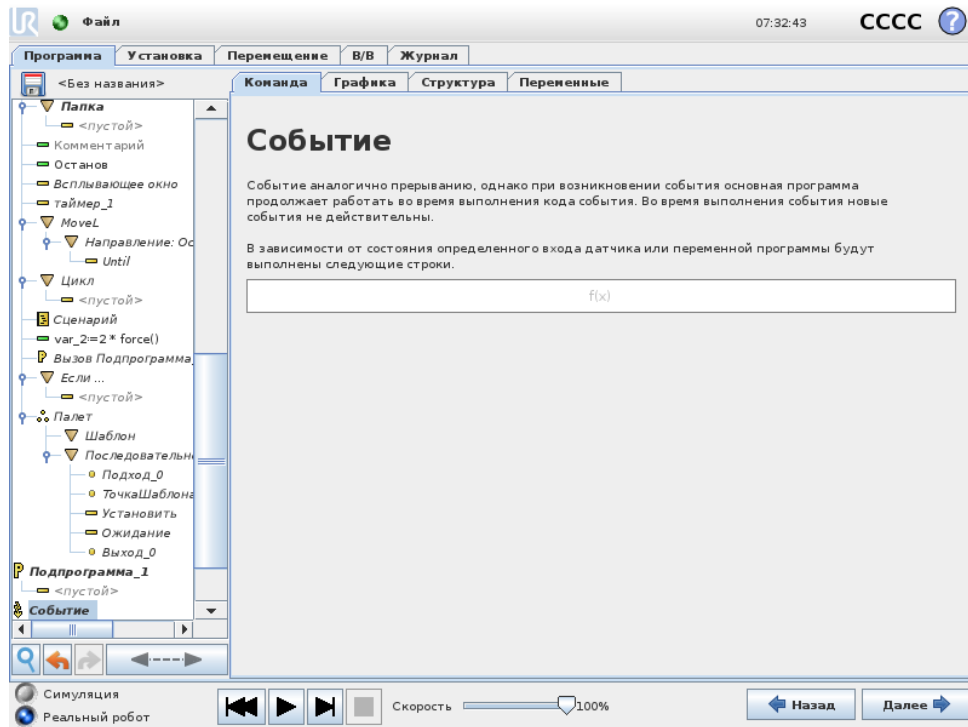 UR Файл 07:32:43 CCCC ?
Программа Установка Перемещение В/В Журнал
<Без названия>
Команда Графика Структура Переменные
Папка
<пустой>
Комментарий
Останов
Всплывающее окно
таймер_1
MoveL
Направление: Ос
Until
Цикл
<пустой>
Сценарий
var_2:=2 * force()
Вызов Подпрограмма_
Если ...
<пустой>
Палет
Шаблон
Последовательн
Подход_0
ТочкаШаблона
Установить
Ожидание
Выход_0
Подпрограмма_1
<пустой>
Событие
Событие
Событие аналогично прерыванию, однако при возникновении события основная программа
продолжает работать во время выполнения кода события. Во время выполнения события новые
события не действительны.
В зависимости от состояния определенного входа датчика или переменной программы будут
выполнены следующие строки.
f(x)
Симуляция
Реальный робот
Скорость 100%
Назад Далее